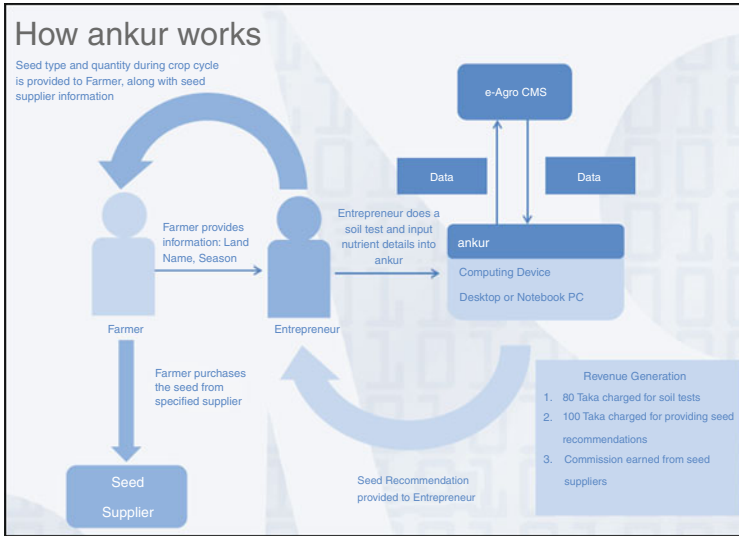 How ankur works
Seed type and quantity during crop cycle
is provided to Farmer, along with seed
supplier information
e-Agro CMS
Data
Data
Farmer provides
information: Land
Name, Season
Entrepreneur does a
soil test and input
nutrient details into
ankur
ankur
Computing Device
Desktop or Notebook PC
Farmer
Entrepreneur
Farmer purchases
the seed from
specified supplier
Revenue Generation
1. 80 Taka charged for soil tests
2. 100 Taka charged for providing seed
recommendations
3. Commission earned from seed
suppliers
Seed
Supplier
Seed Recommendation
provided to Entrepreneur